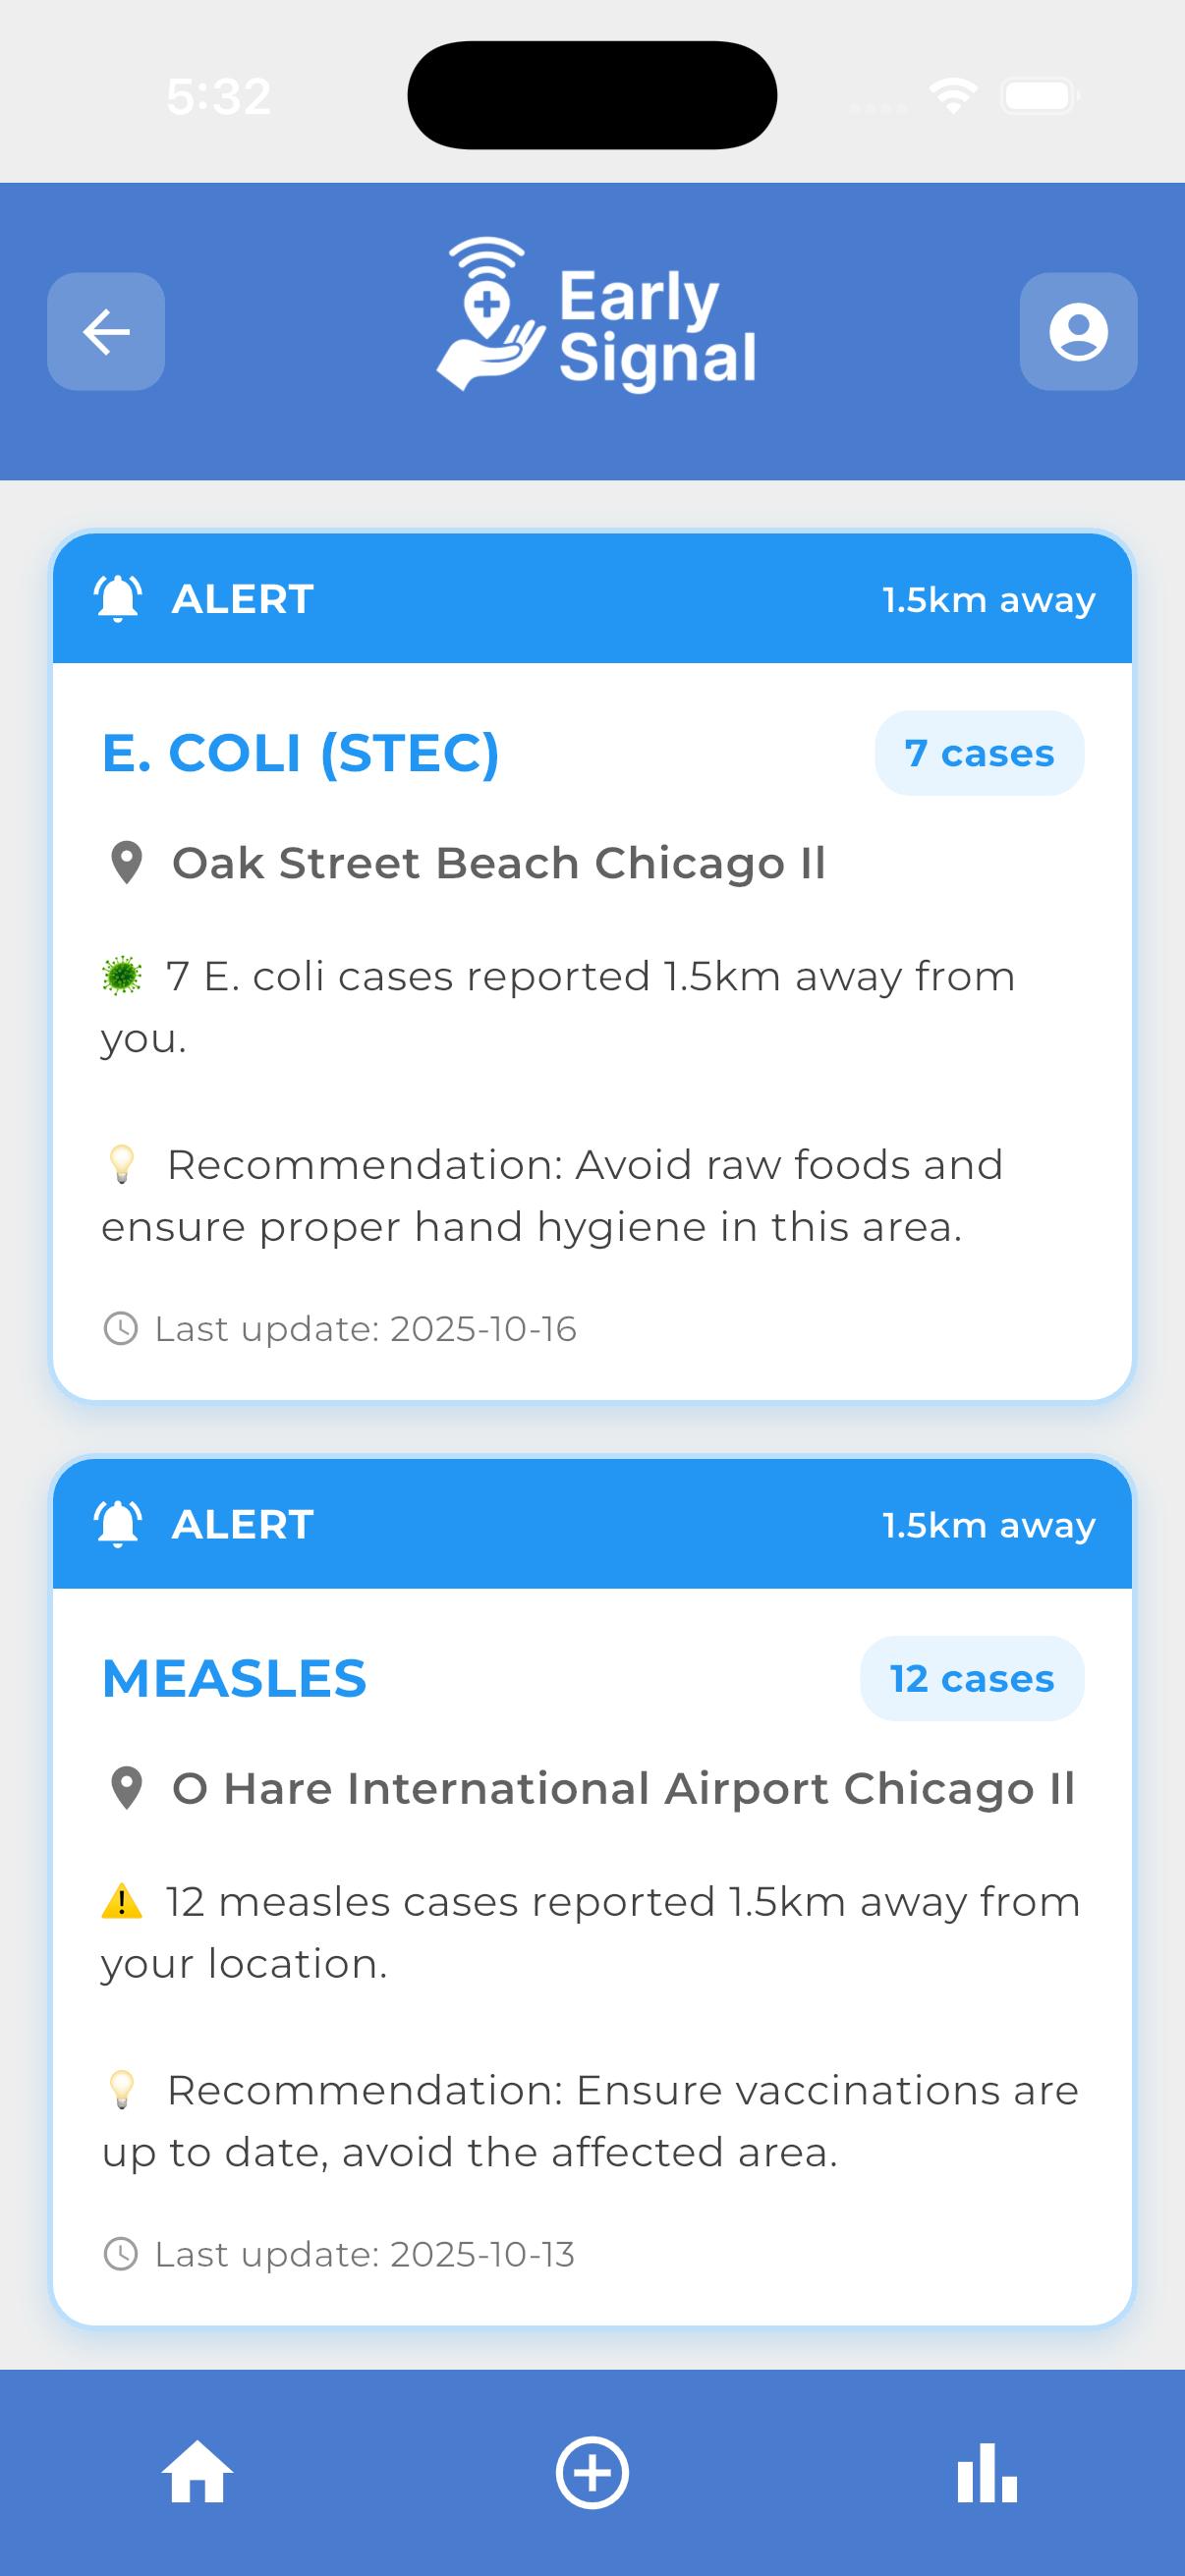 5:32
Early
Signal
ALERT
1.5km away
E. COLI (STEC)
7 cases
Oak Street Beach Chicago Il
7 E. coli cases reported 1.5km away from
you.
Recommendation: Avoid raw foods and
ensure proper hand hygiene in this area.
Last update: 2025-10-16
ALERT
1.5km away
MEASLES
12 cases
O Hare International Airport Chicago Il
12 measles cases reported 1.5km away from
your location.
Recommendation: Ensure vaccinations are
up to date, avoid the affected area.
Last update: 2025-10-13